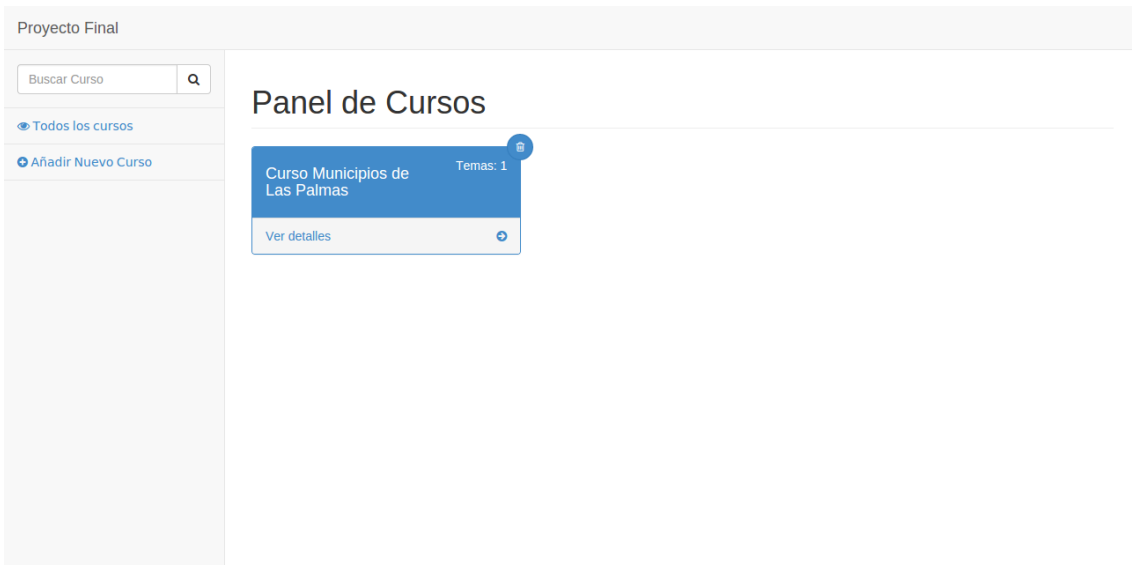 Proyecto Final
Buscar Curso
Todos los cursos
Añadir Nuevo Curso
Panel de Cursos
Curso Municipios de
Las Palmas
Temas: 1
Ver detalles